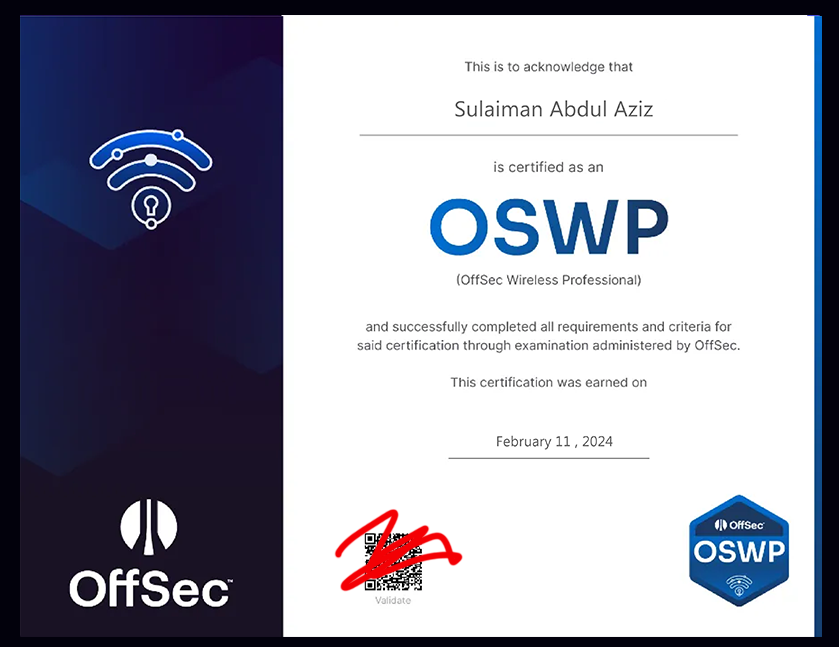 This is to acknowledge that
Sulaiman Abdul Aziz
is certified as an
OSWP
(OffSec Wireless Professional)
and successfully completed all requirements and criteria for
said certification through examination administered by OffSec.
This certification was earned on
February 11 , 2024
OffSec™
Validate
OffSec
OSWP